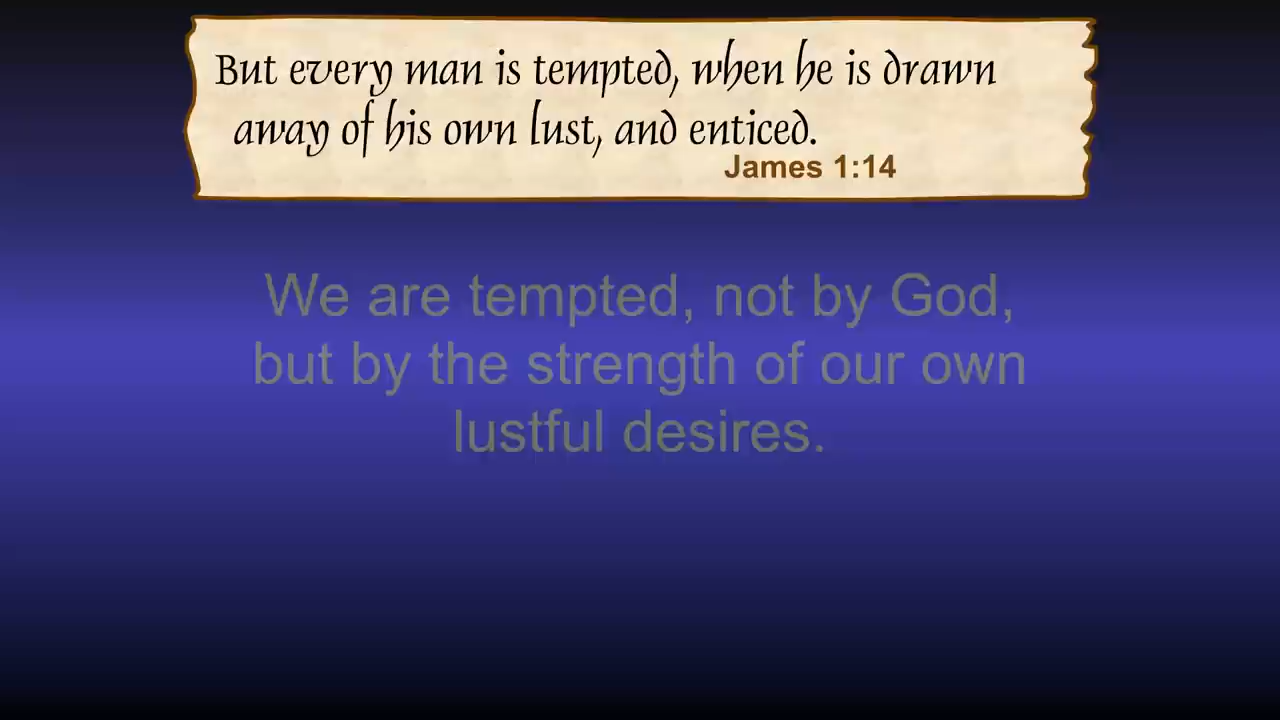 But every man is tempted, when he is drawn
away of his own lust, and enticed.
James 1:14
We are tempted, not by God,
but by the strength of our own
lustful desires.